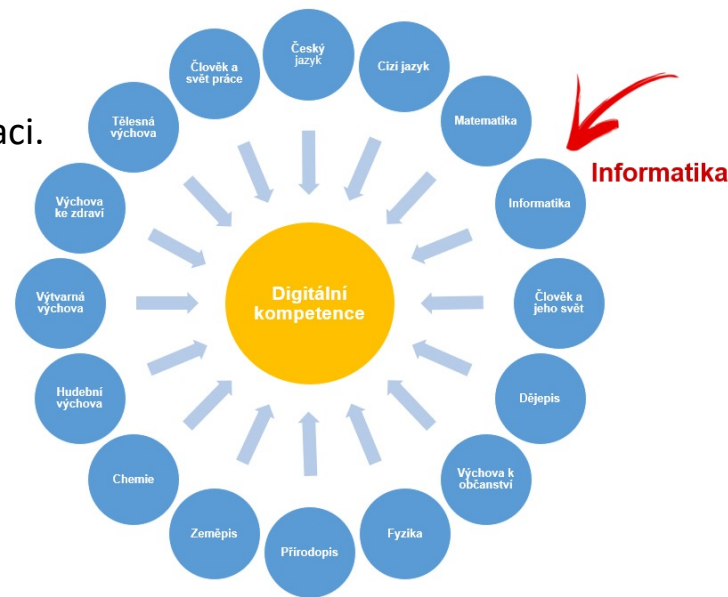 aci.
Český
jazyk
Cizí jazyk
Matematika
Informatika
Informatika
Člověk a
jeho svět
Dějepis
Výchova k
občanství
Fyzika
Přírodopis
Zeměpis
Chemie
Hudební
výchova
Výtvarná
výchova
Výchova
ke zdraví
Tělesná
výchova
Člověk a
svět práce
Digitální
kompetence